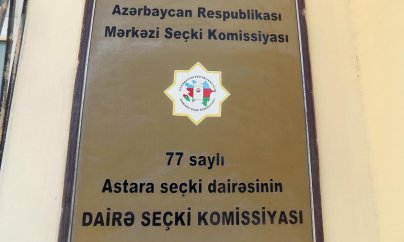 Azərbaycan Respublikası
Mərkəzi Seçki Komissiyası
77 saylı
Astara seçki dairəsinin
DAİRƏ SEÇKİ KOMİSSİYASI